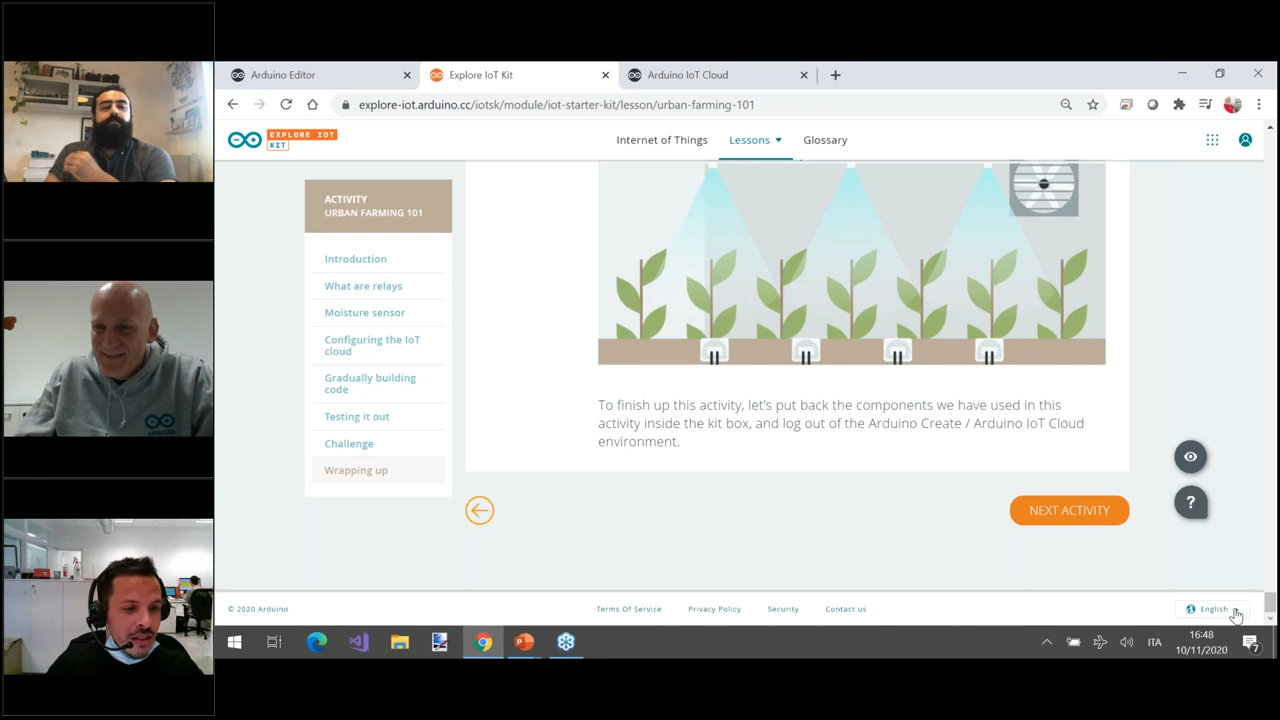 Arduino Editor
Explore IoT Kit
Arduino IoT Cloud
explore-iot.arduino.cc/iotsk/module/iot-starter-kit/lesson/urban-farming-101
EXPLORE IOT
KIT
Internet of Things
Lessons
Glossary
ACTIVITY
URBAN FARMING 101
Introduction
What are relays
Moisture sensor
Configuring the IoT
cloud
Gradually building
code
Testing it out
Challenge
Wrapping up
To finish up this activity, let's put back the components we have used in this
activity inside the kit box, and log out of the Arduino Create / Arduino IoT Cloud
environment.
?
NEXT ACTIVITY
© 2020 Arduino
Terms Of Service
Privacy Policy
Security
Contact us
English
ITA
16:48
10/11/2020
7